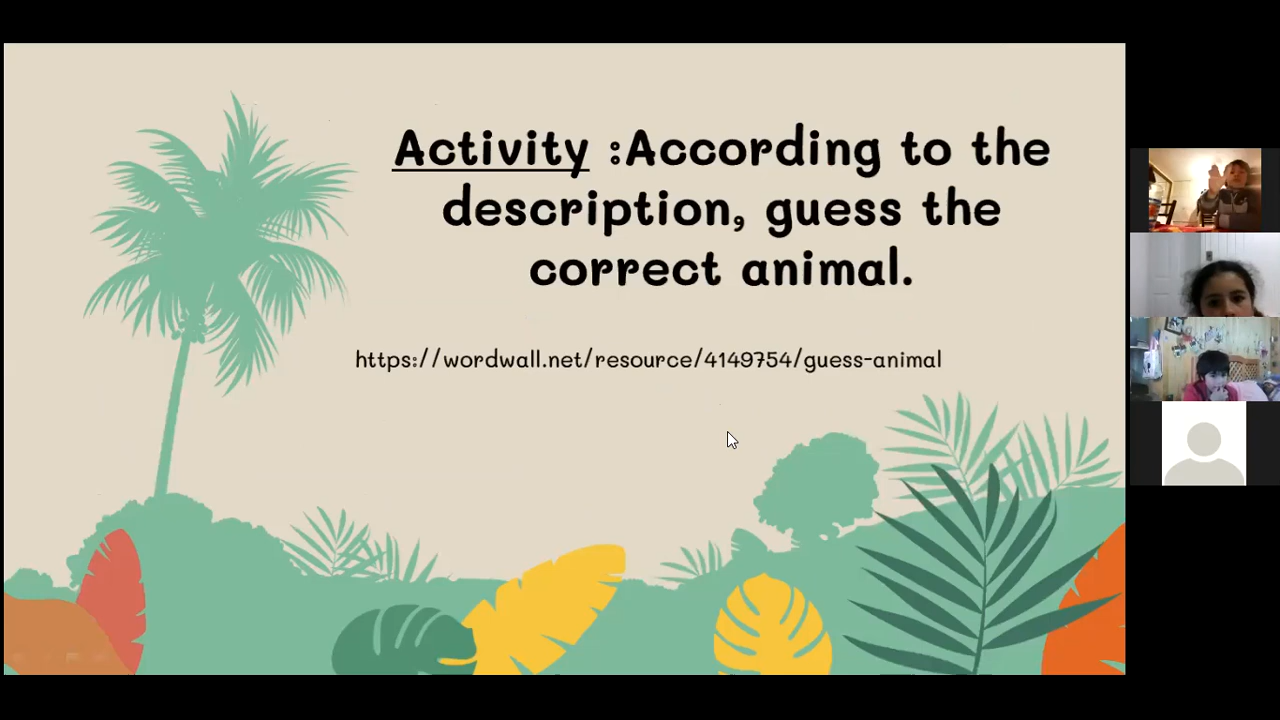 Activity :According to the
description, guess the
correct animal.
https://wordwall.net/resource/4149754/guess-animal